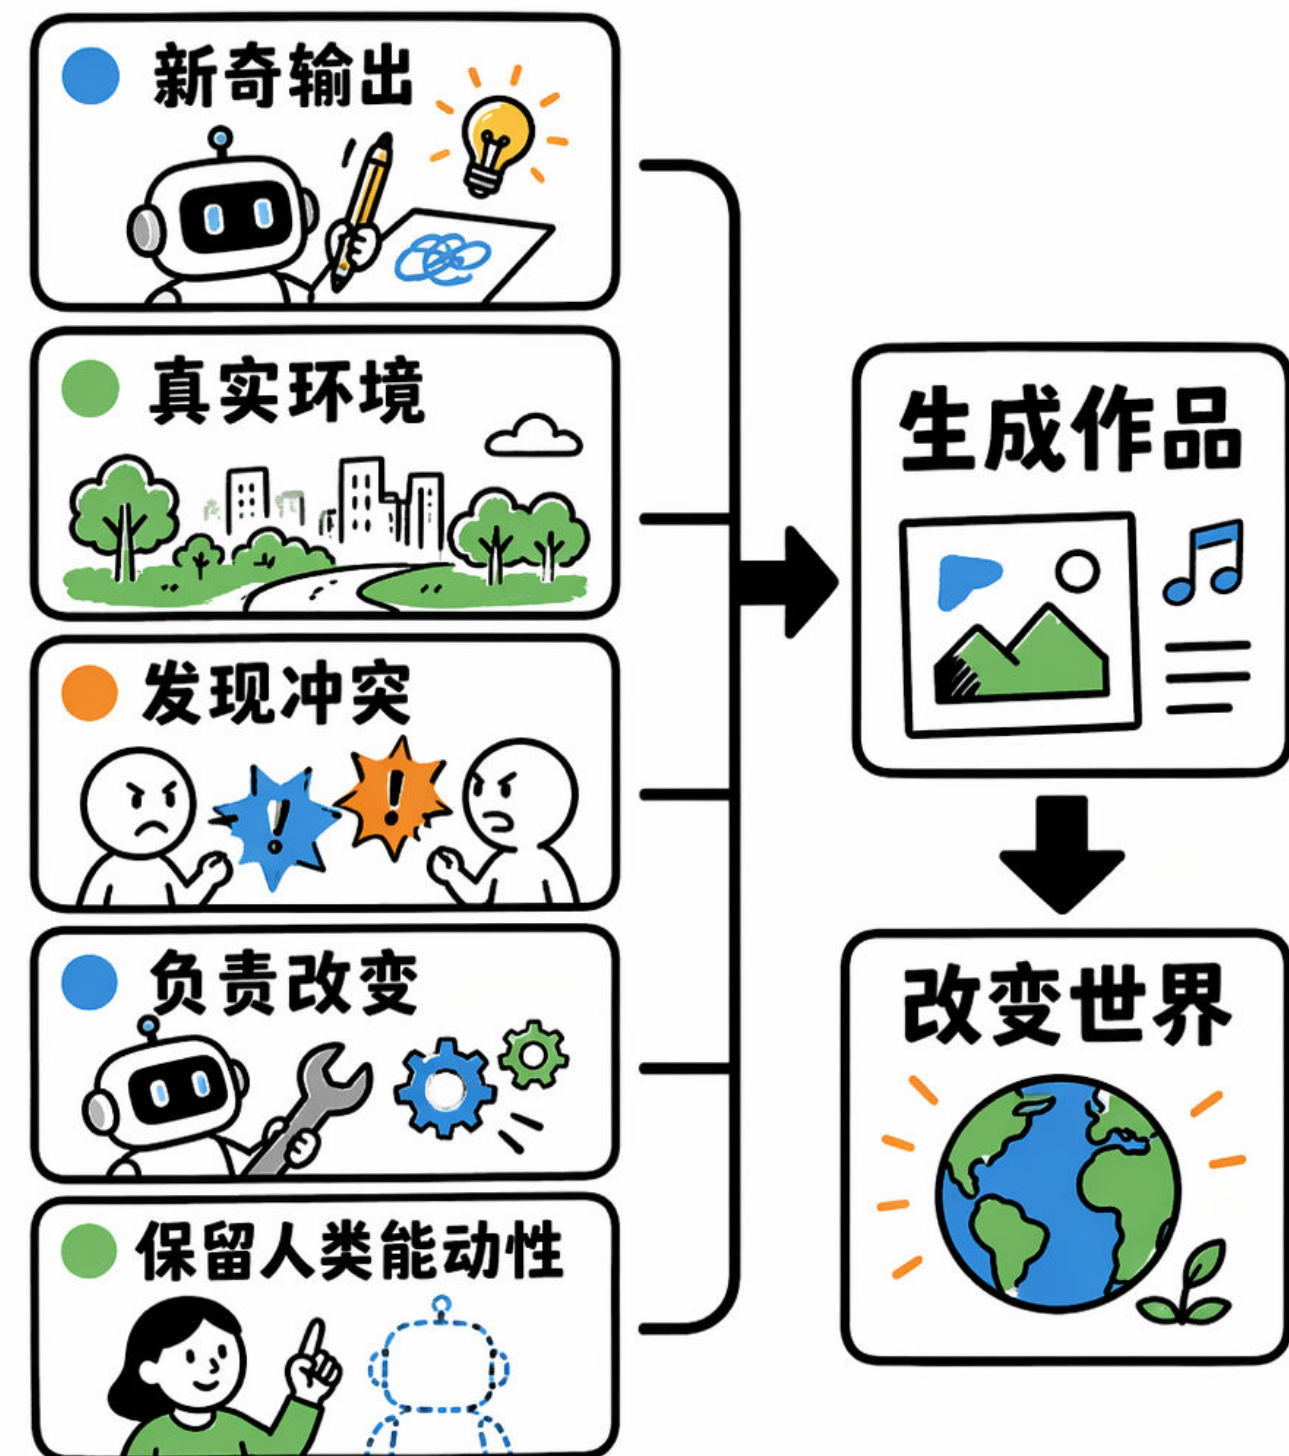 新奇输出
真实环境
发现冲突
负责改变
保留人类能动性
生成作品
改变世界